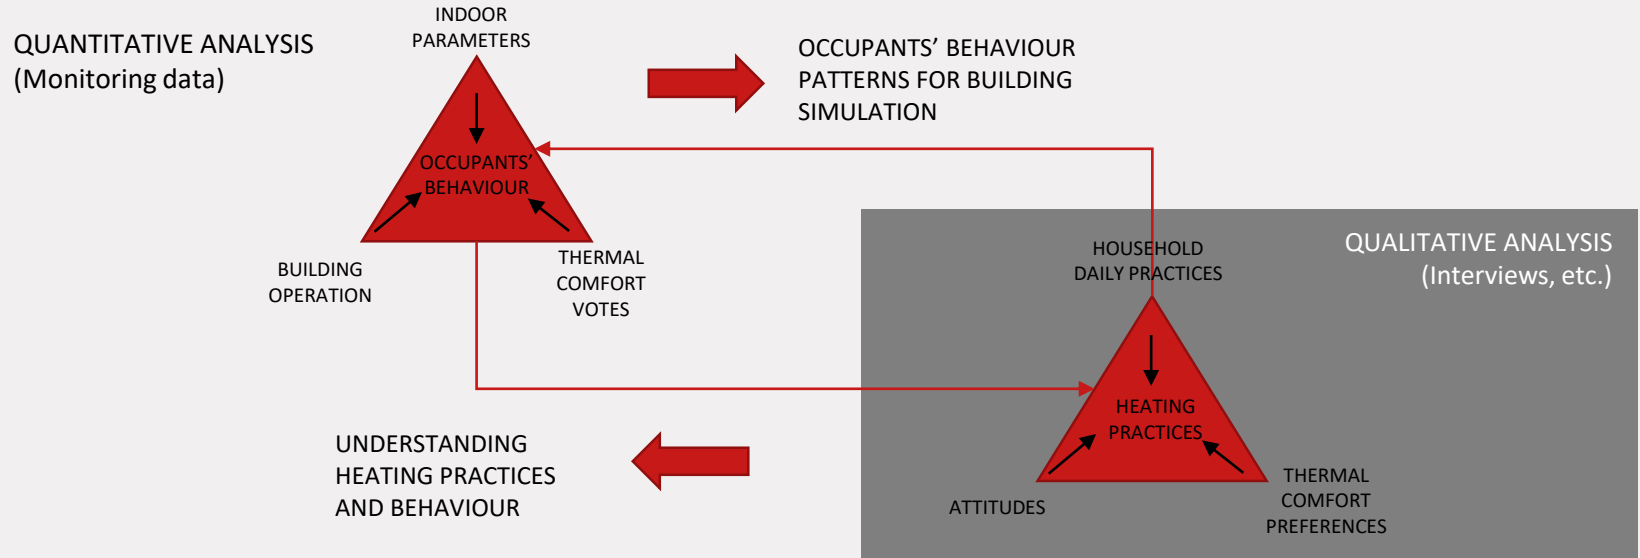 QUANTITATIVE ANALYSIS
(Monitoring data)
INDOOR
PARAMETERS
OCCUPANTS’
BEHAVIOUR
BUILDING
OPERATION
THERMAL
COMFORT
VOTES
OCCUPANTS’ BEHAVIOUR
PATTERNS FOR BUILDING
SIMULATION
QUALITATIVE ANALYSIS
(Interviews, etc.)
HOUSEHOLD
DAILY PRACTICES
HEATING
PRACTICES
ATTITUDES
THERMAL
COMFORT
PREFERENCES
UNDERSTANDING
HEATING PRACTICES
AND BEHAVIOUR